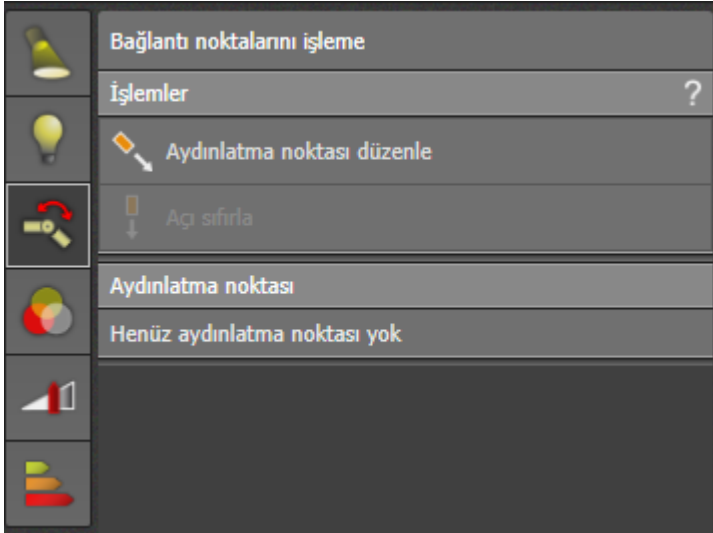 Bağlantı noktalarını işleme
İşlemler ?
Aydınlatma noktası düzenle
Açı sıfırla
Aydınlatma noktası
Henüz aydınlatma noktası yok